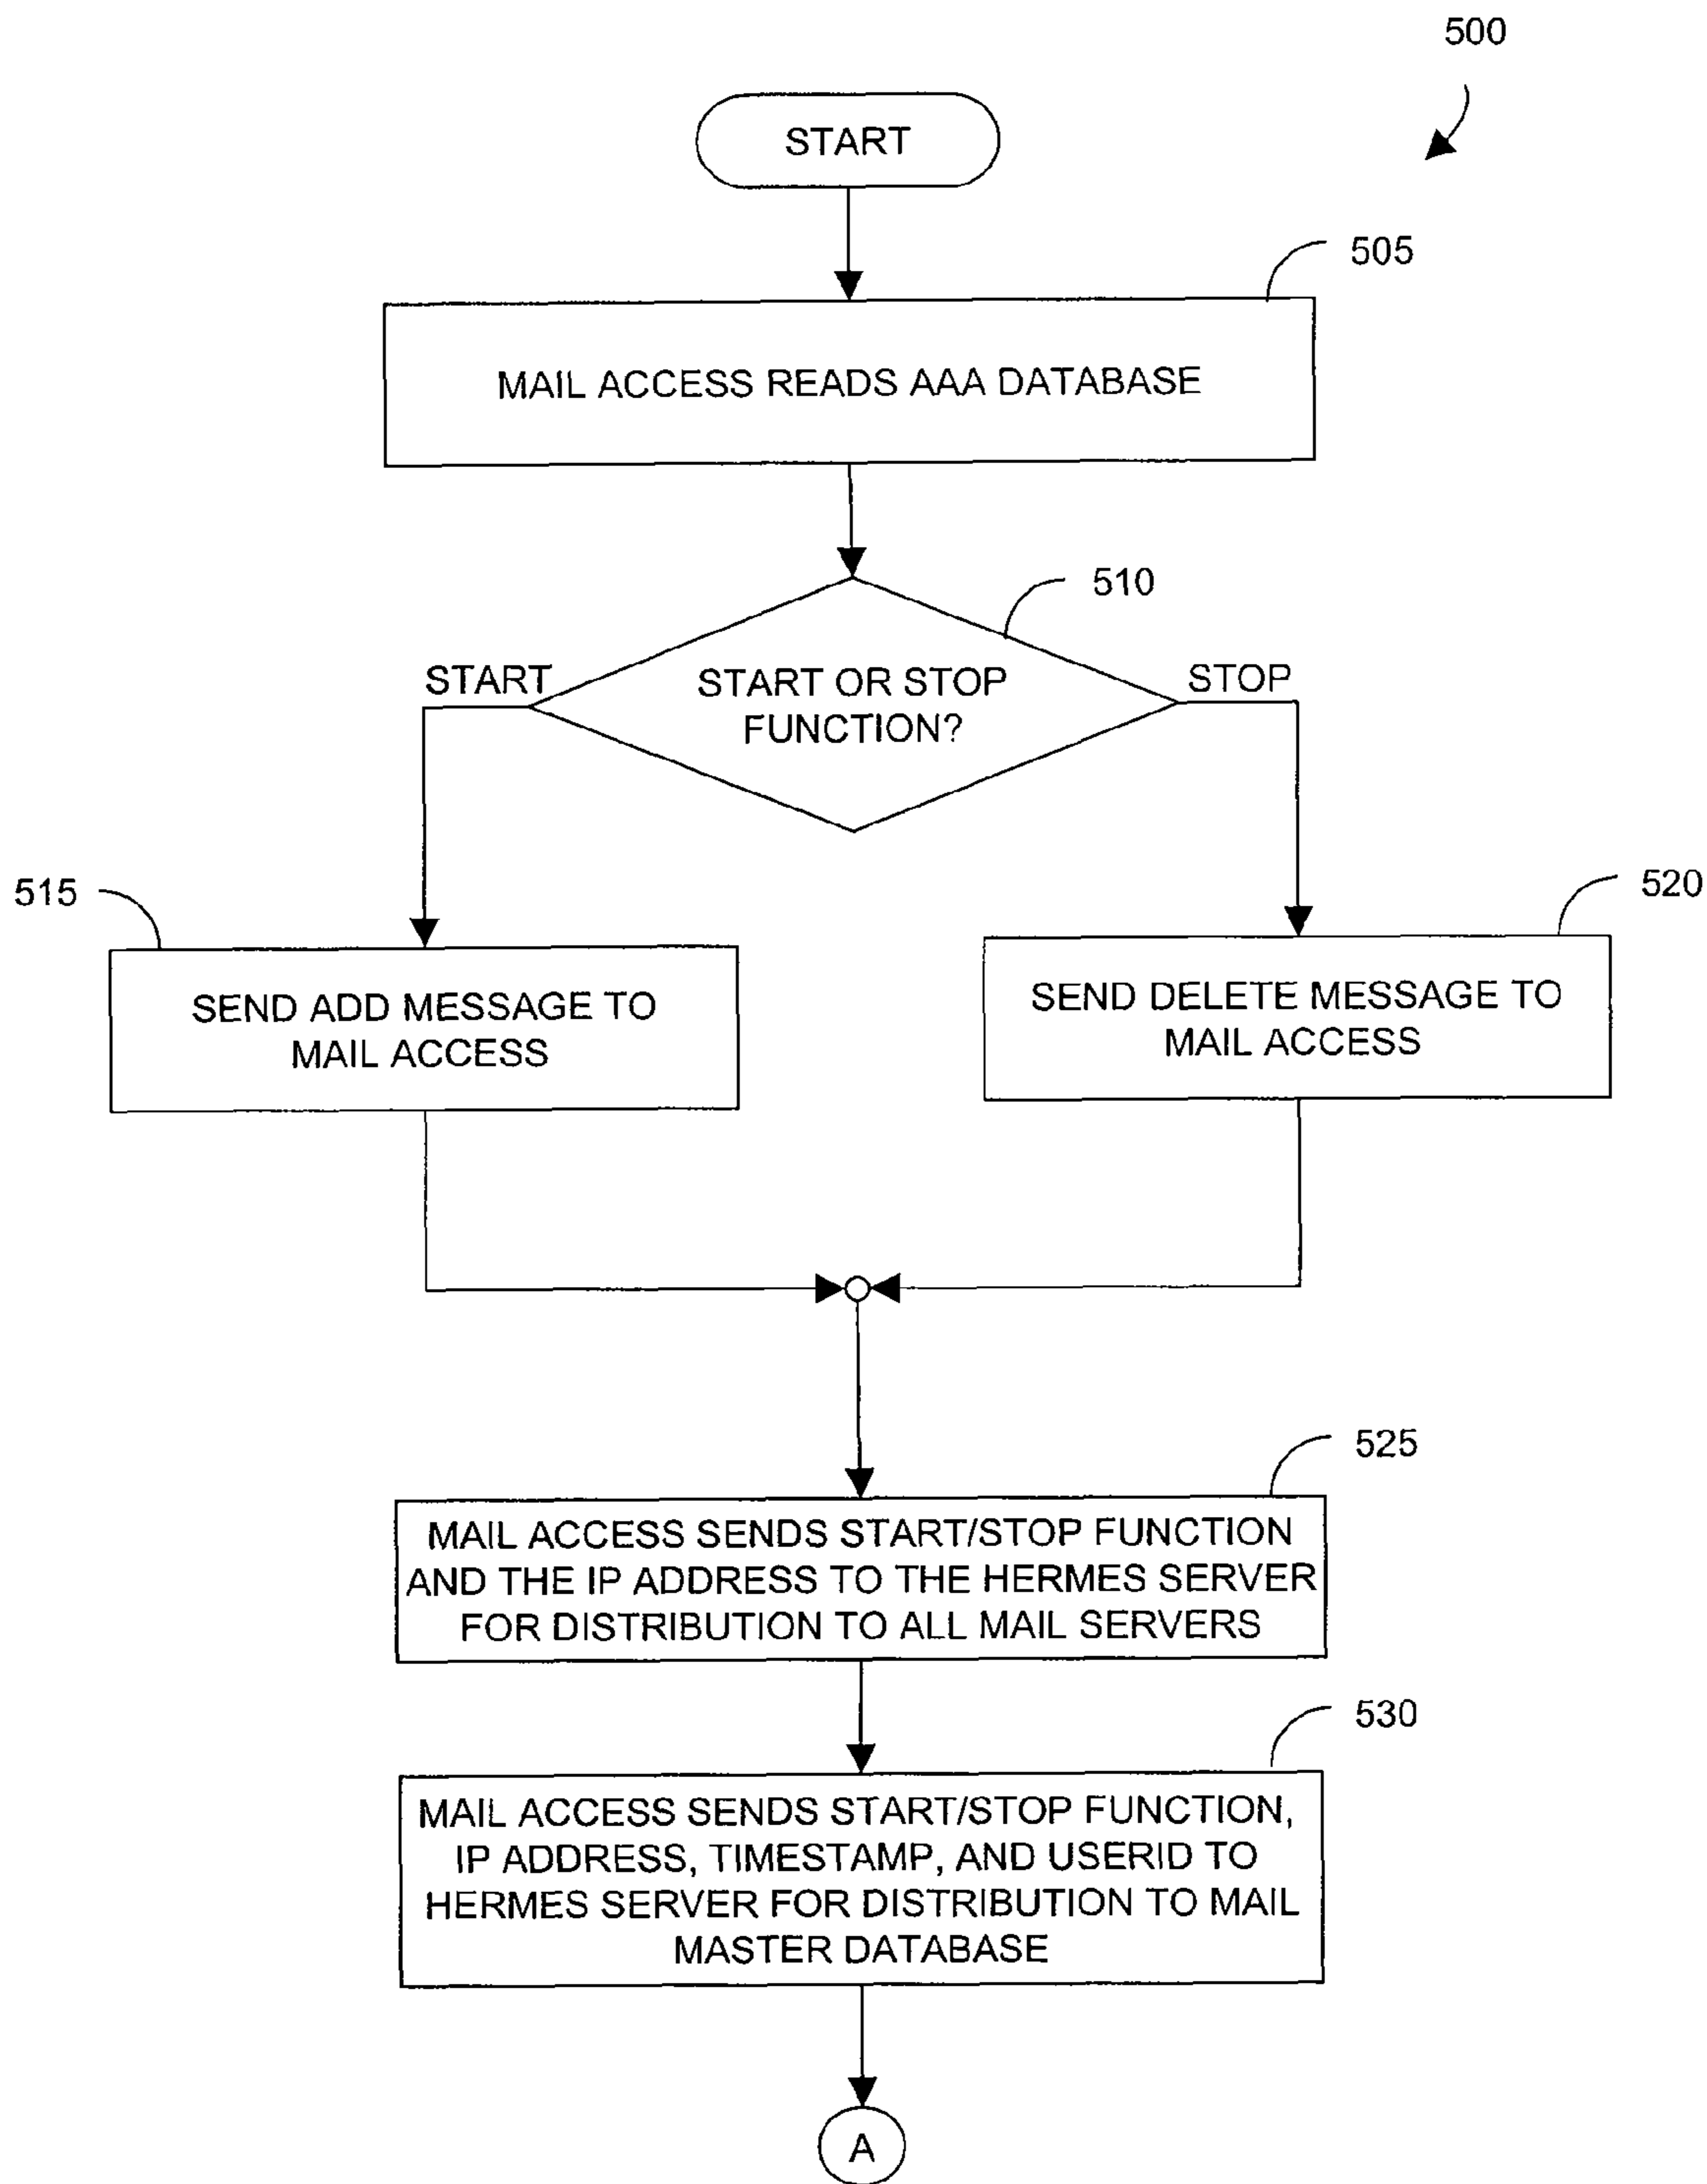 500
START
505
MAIL ACCESS READS AAA DATABASE
510
START
START OR STOP
FUNCTION?
STOP
515
520
SEND ADD MESSAGE TO
MAIL ACCESS
SEND DELETE MESSAGE TO
MAIL ACCESS
525
MAIL ACCESS SENDS START/STOP FUNCTION
AND THE IP ADDRESS TO THE HERMES SERVER
FOR DISTRIBUTION TO ALL MAIL SERVERS
530
MAIL ACCESS SENDS START/STOP FUNCTION,
IP ADDRESS, TIMESTAMP, AND USERID TO
HERMES SERVER FOR DISTRIBUTION TO MAIL
MASTER DATABASE
A